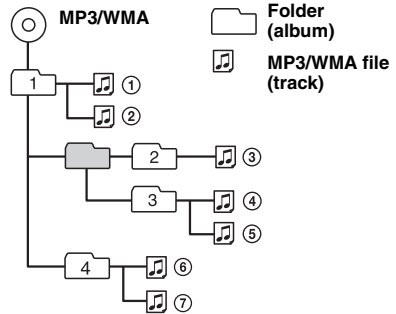 MP3/WMA
Folder
(album)
MP3/WMA file
(track)
1
①
②
2
③
3
④
⑤
4
⑥
⑦